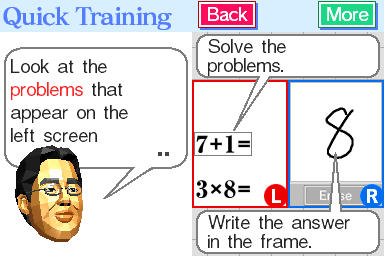 Quick Training
Back
More
Look at the
problems that
appear on the
left screen
..
Solve the
problems.
7+1=
8
3×8=
L
Erase
R
Write the answer
in the frame.